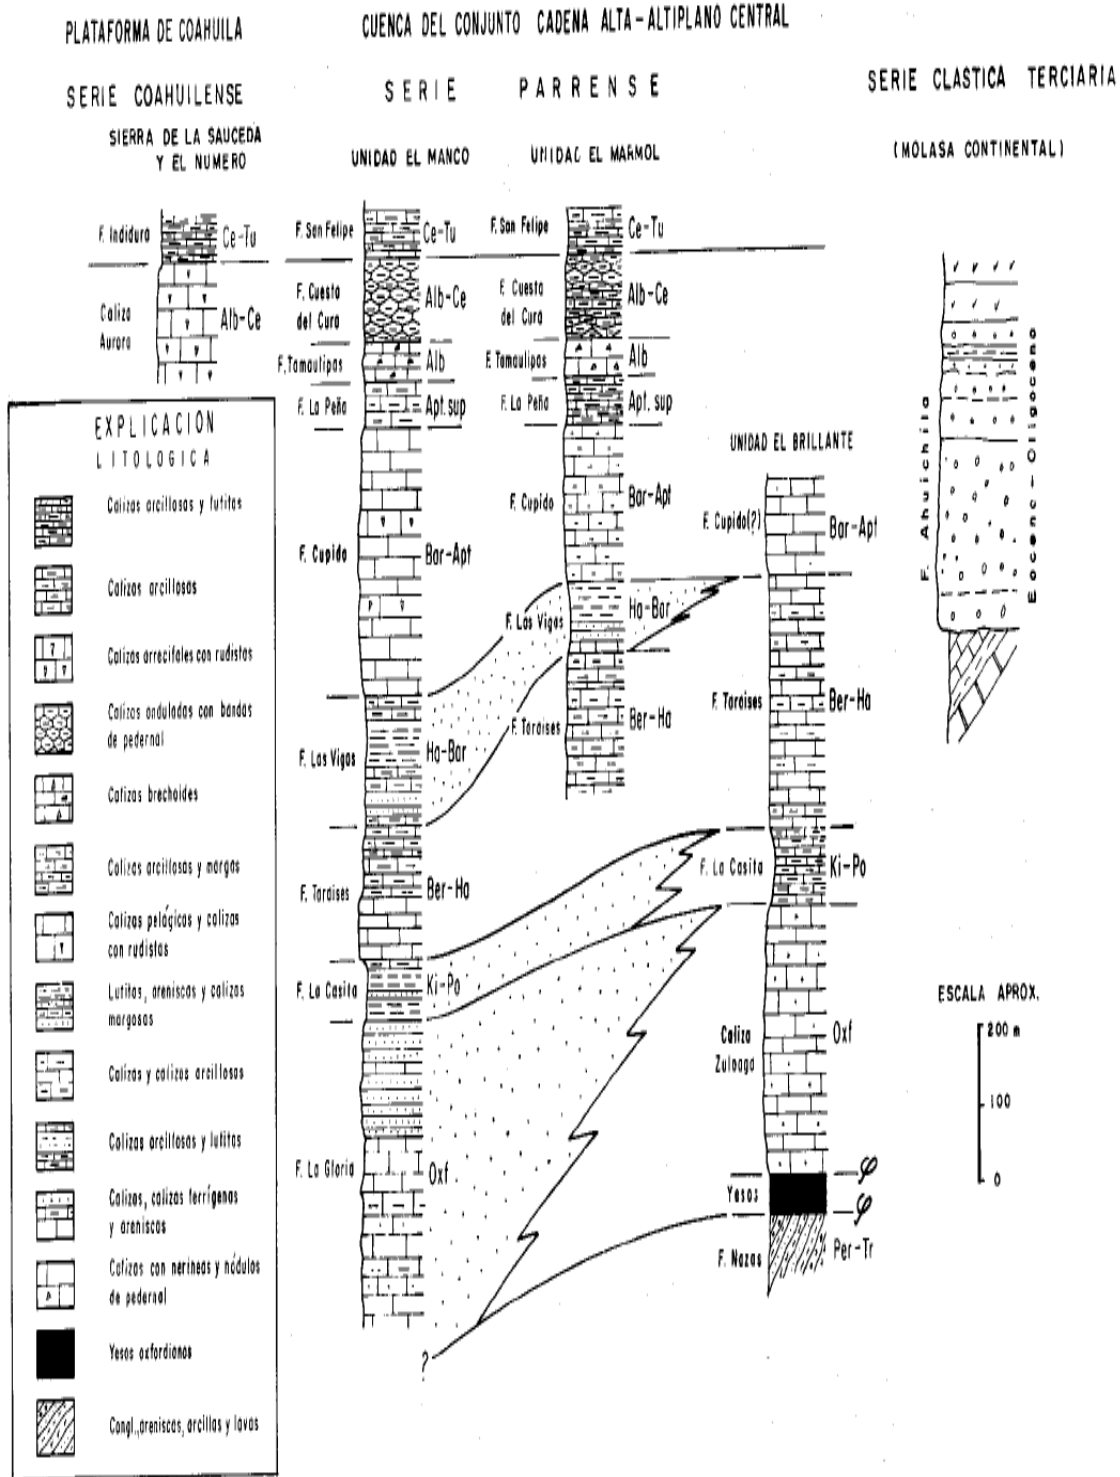 PLATAFORMA DE COAHUILA
CUENCA DEL CONJUNTO CADENA ALTA-ALTIPLANO CENTRAL
SERIE COAHUILENSE
SERIE PARRENSE
SERIE CLASTICA TERCIARIA
SIERRA DE LA SAUCEDA
Y EL NUMERO
UNIDAD EL MANCO
UNIDAD EL MARMOL
(MOLASA CONTINENTAL)
F. Indidura
Ce-Tu
Caliza
Aurora
Alb-Ce
F. San Felipe
Ce-Tu
F. Cuesta
del Cura
Alb-Ce
F. Tamaulipas
Alb
F. La Peña
Apt. sup
F. Cupido
Bar-Apt
F. Las Vigas
Ha-Bar
F. Taraises
Ber-Ha
F. La Casita
Ki-Po
F. La Gloria
Oxf
?
F. San Felipe
Ce-Tu
F. Cuesta
del Cura
Alb-Ce
F. Tamaulipas
Alb
F. La Peña
Apt. sup
F. Cupido
Bar-Apt
F. Las Vigas
Ha-Bar
F. Taraises
Ber-Ha
UNIDAD EL BRILLANTE
F. Cupido(?)
Bar-Apt
F. Taraises
Ber-Ha
F. La Casita
Ki-Po
Caliza
Zuloaga
Oxf
Yesos
F. Nazas
Per-Tr
F. Ahuichila
Eoceno-Oligoceno
ESCALA APROX.
200 m
100
0
EXPLICACION
LITOLOGICA
Calizas arcillosas y lutitas
Calizas arcillosas
Calizas arrecifales con rudistas
Calizas onduladas con bandas
de pedernal
Calizas brechoides
Calizas arcillosas y margas
Calizas pelágicas y calizas
con rudistas
Lutitas, areniscas y calizas
margosas
Calizas y calizas arcillosas
Calizas arcillosas y lutitas
Calizas, calizas terrígenas
y areniscas
Calizas con nerineas y nódulos
de pedernal
Yesos oxfordianos
Congl., areniscas, arcillas y lavas